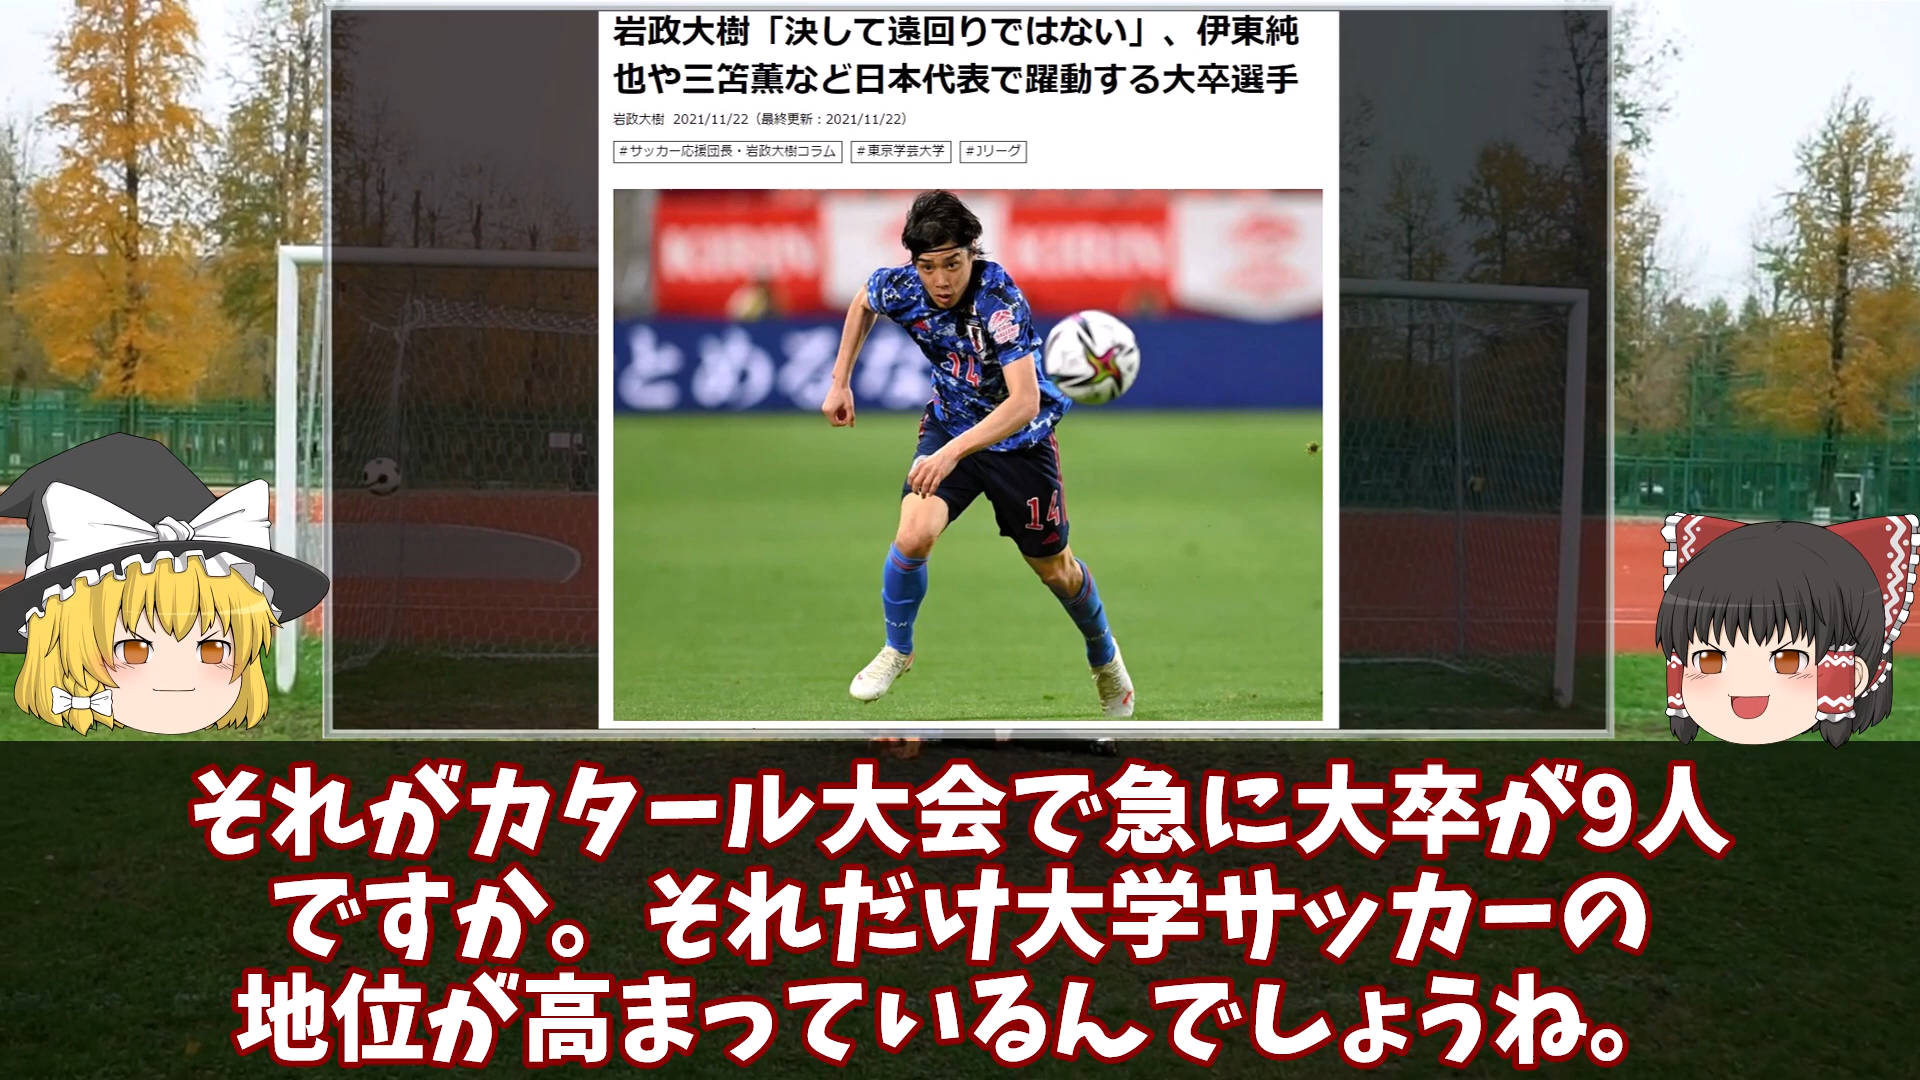 岩政大樹「決して遠回りではない」、伊東純
也や三笘薫など日本代表で躍動する大卒選手
岩政大樹 2021/11/22（最終更新：2021/11/22）
#サッカー応援団長・岩政大樹コラム #東京学芸大学 #Jリーグ
KIRIN KIRIN
とめるな
14
14
それがカタール大会で急に大卒が9人
ですか。それだけ大学サッカーの
地位が高まっているんでしょうね。